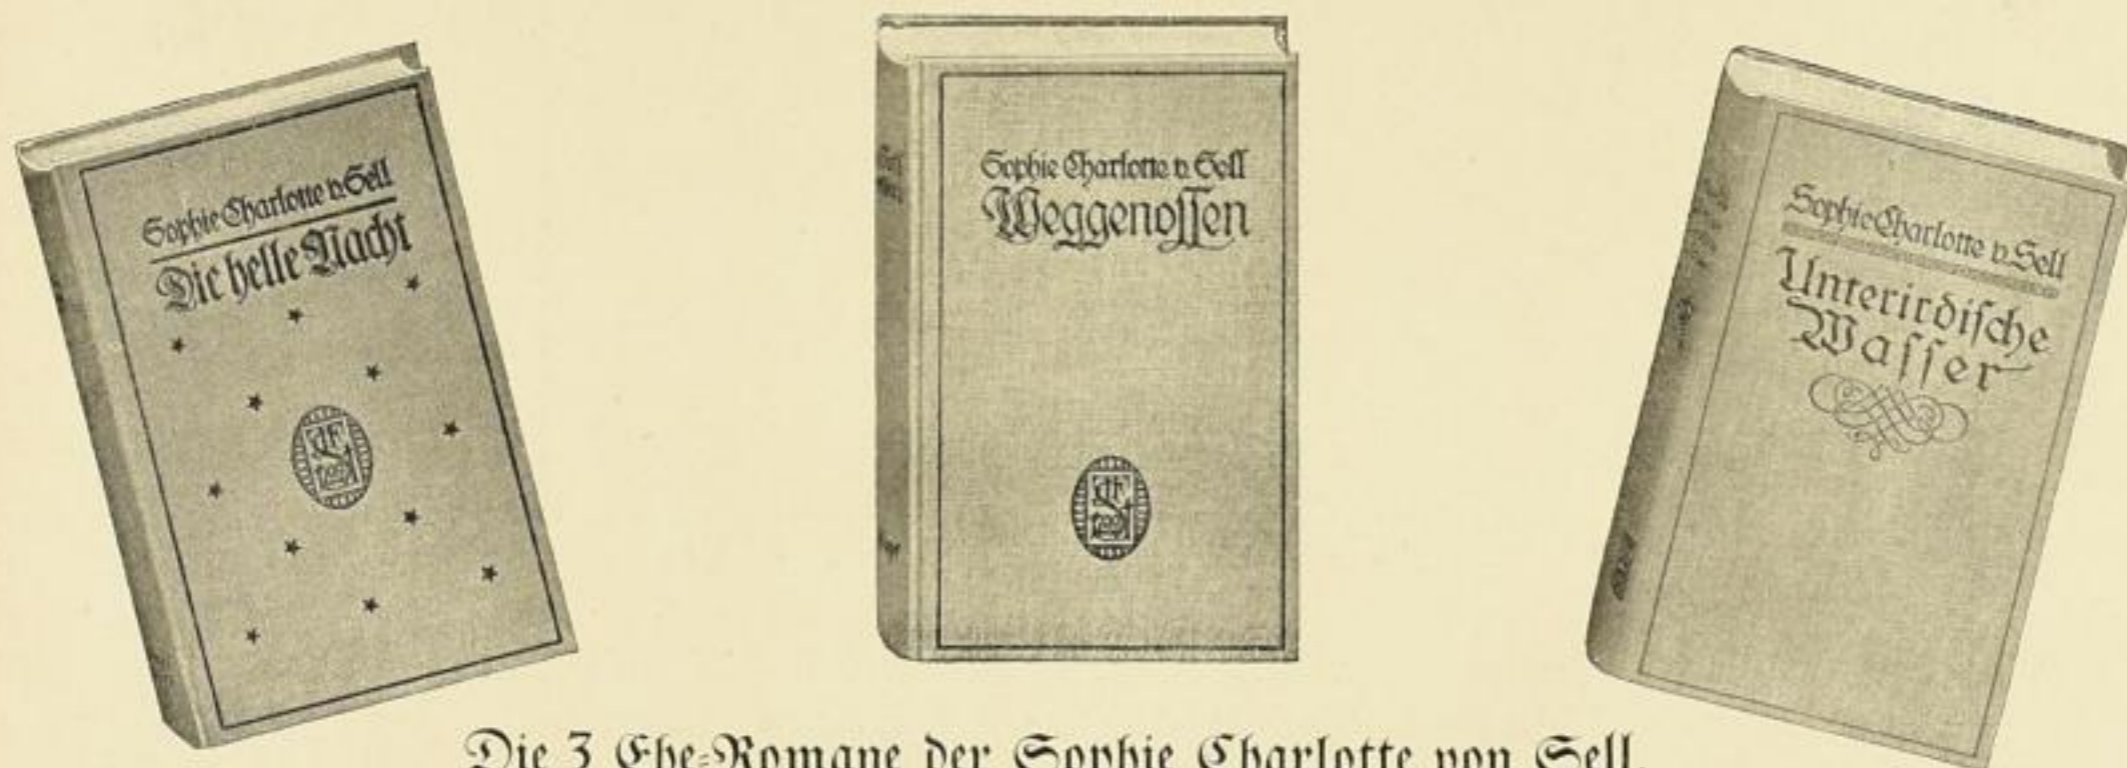 Sophie Charlotte v. Sell
Die helle Nacht
Sophie Charlotte v. Sell
Weggenoſſen
Sophie Charlotte v. Sell
Unterirdiſche
Waſſer
Die 3 Ehe-Romane der Sophie Charlotte von Sell.